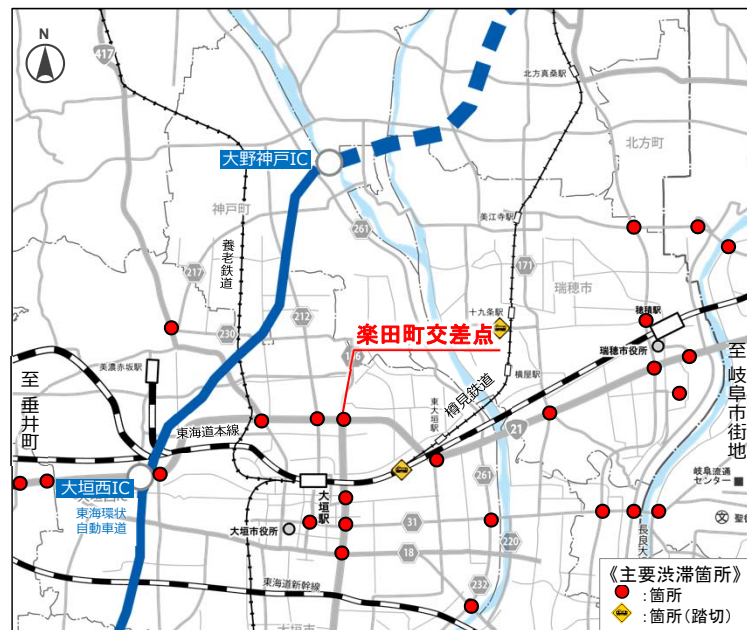 N
417
北方真桑駅
北方町
大野神戸IC
神戸町
美江寺駅
261
養老鉄道
171
217
瑞穂市
212
十九条駅
穂積駅
230
楽田町交差点
瑞穂市役所
至 垂井町
至 岐阜市街地
美濃赤坂駅
横屋駅
樽見鉄道
東大垣駅
東海道本線
21
大垣西IC
東海環状
自動車道
261
岐阜流通
センター
大垣駅
大垣市役所
31
18
220
長良大
東海道新幹線
232
大垣市
《主要渋滞箇所》
:箇所
:箇所(踏切)